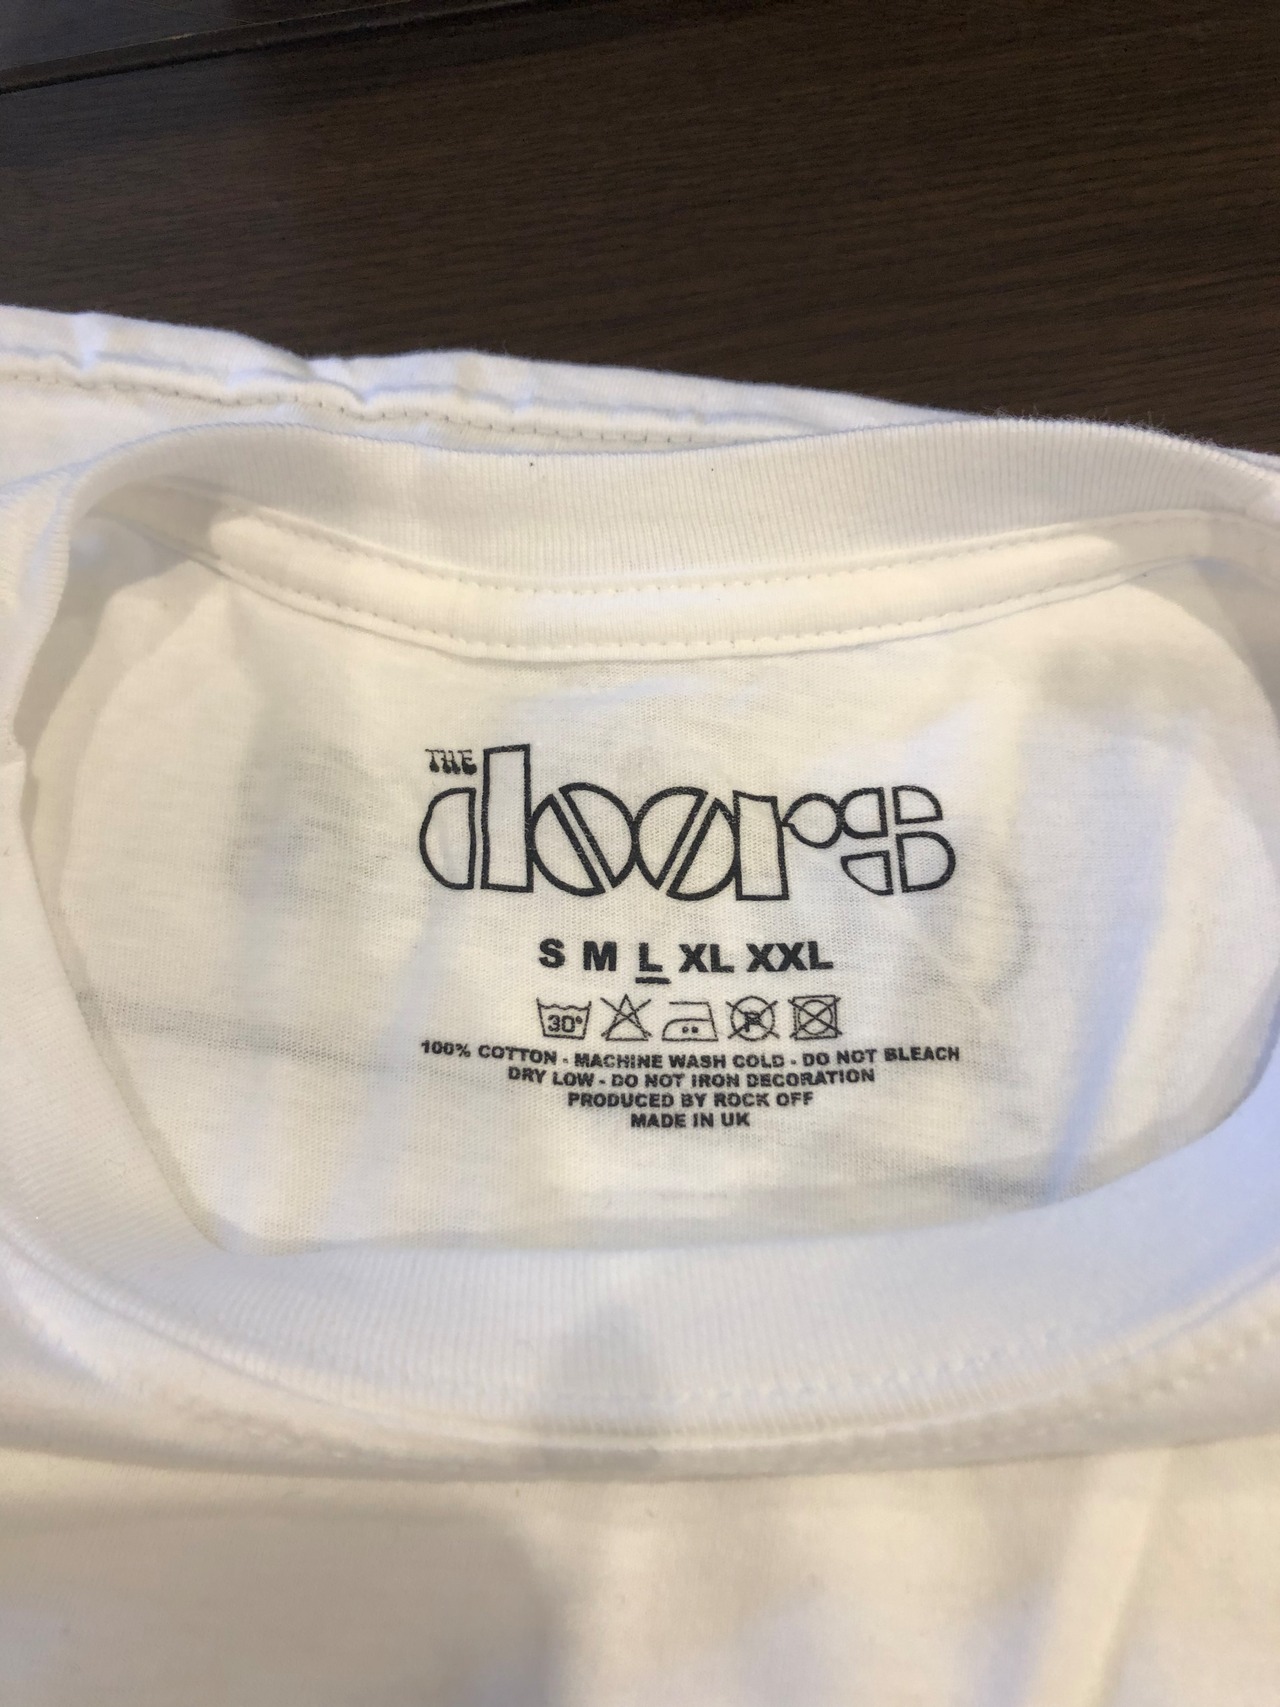 THE
doors
S M L XL XXL
30° P
100% COTTON - MACHINE WASH COLD - DO NOT BLEACH
DRY LOW - DO NOT IRON DECORATION
PRODUCED BY ROCK OFF
MADE IN UK